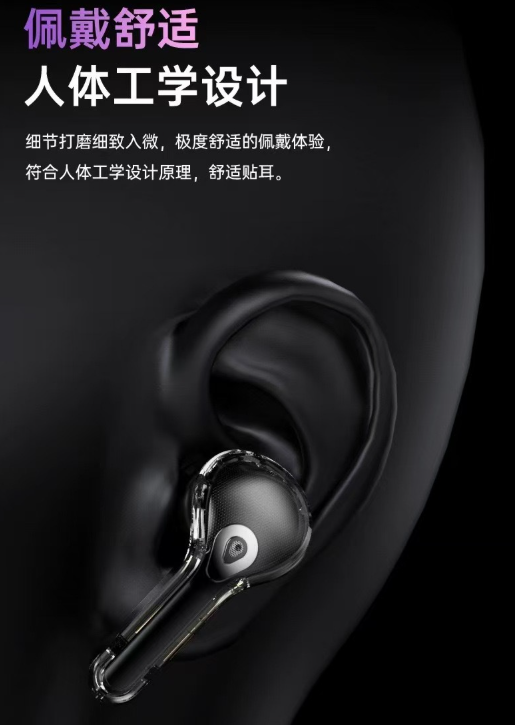 佩戴舒适
人体工学设计
细节打磨细致入微，极度舒适的佩戴体验，
符合人体工学设计原理，舒适贴耳。